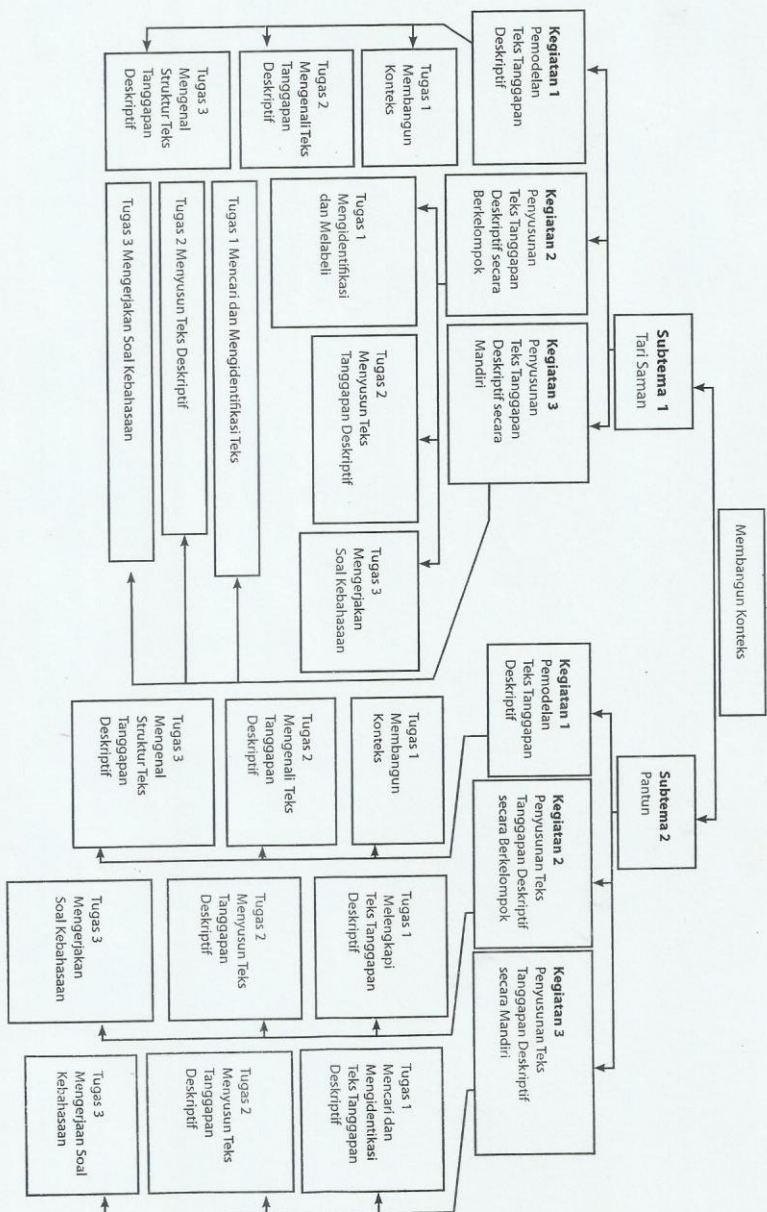 Membangun Konteks
Subtema 1
Tari Saman
Kegiatan 1
Pemodelan
Teks Tanggapan
Deskriptif
Tugas 1
Membangun
Konteks
Tugas 2
Mengenali Teks
Tanggapan
Deskriptif
Tugas 3
Mengenal
Struktur Teks
Tanggapan
Deskriptif
Kegiatan 2
Penyusunan
Teks Tanggapan
Deskriptif secara
Berkelompok
Tugas 1
Mengidentifikasi
dan Melabeli
Tugas 2
Menyusun Teks
Tanggapan Deskriptif
Tugas 3
Mengerjakan
Soal Kebahasaan
Kegiatan 3
Penyusunan
Teks Tanggapan
Deskriptif secara
Mandiri
Tugas 1 Mencari dan Mengidentifikasi Teks
Tugas 2 Menyusun Teks Deskriptif
Tugas 3 Mengerjakan Soal Kebahasaan
Subtema 2
Pantun
Kegiatan 1
Pemodelan
Teks Tanggapan
Deskriptif
Tugas 1
Membangun
Konteks
Tugas 2
Mengenali Teks
Tanggapan
Deskriptif
Tugas 3
Mengenal
Struktur Teks
Tanggapan
Deskriptif
Kegiatan 2
Penyusunan Teks
Tanggapan Deskriptif
secara Berkelompok
Tugas 1
Melengkapi
Teks Tanggapan
Deskriptif
Tugas 2
Menyusun Teks
Tanggapan
Deskriptif
Tugas 3
Mengerjakan
Soal Kebahasaan
Kegiatan 3
Penyusunan Teks
Tanggapan Deskriptif
secara Mandiri
Tugas 1
Mencari dan
Mengidentikasi
Teks Tanggapan
Deskriptif
Tugas 2
Menyusun Teks
Tanggapan
Deskriptif
Tugas 3
Mengerjaan Soal
Kebahasaan